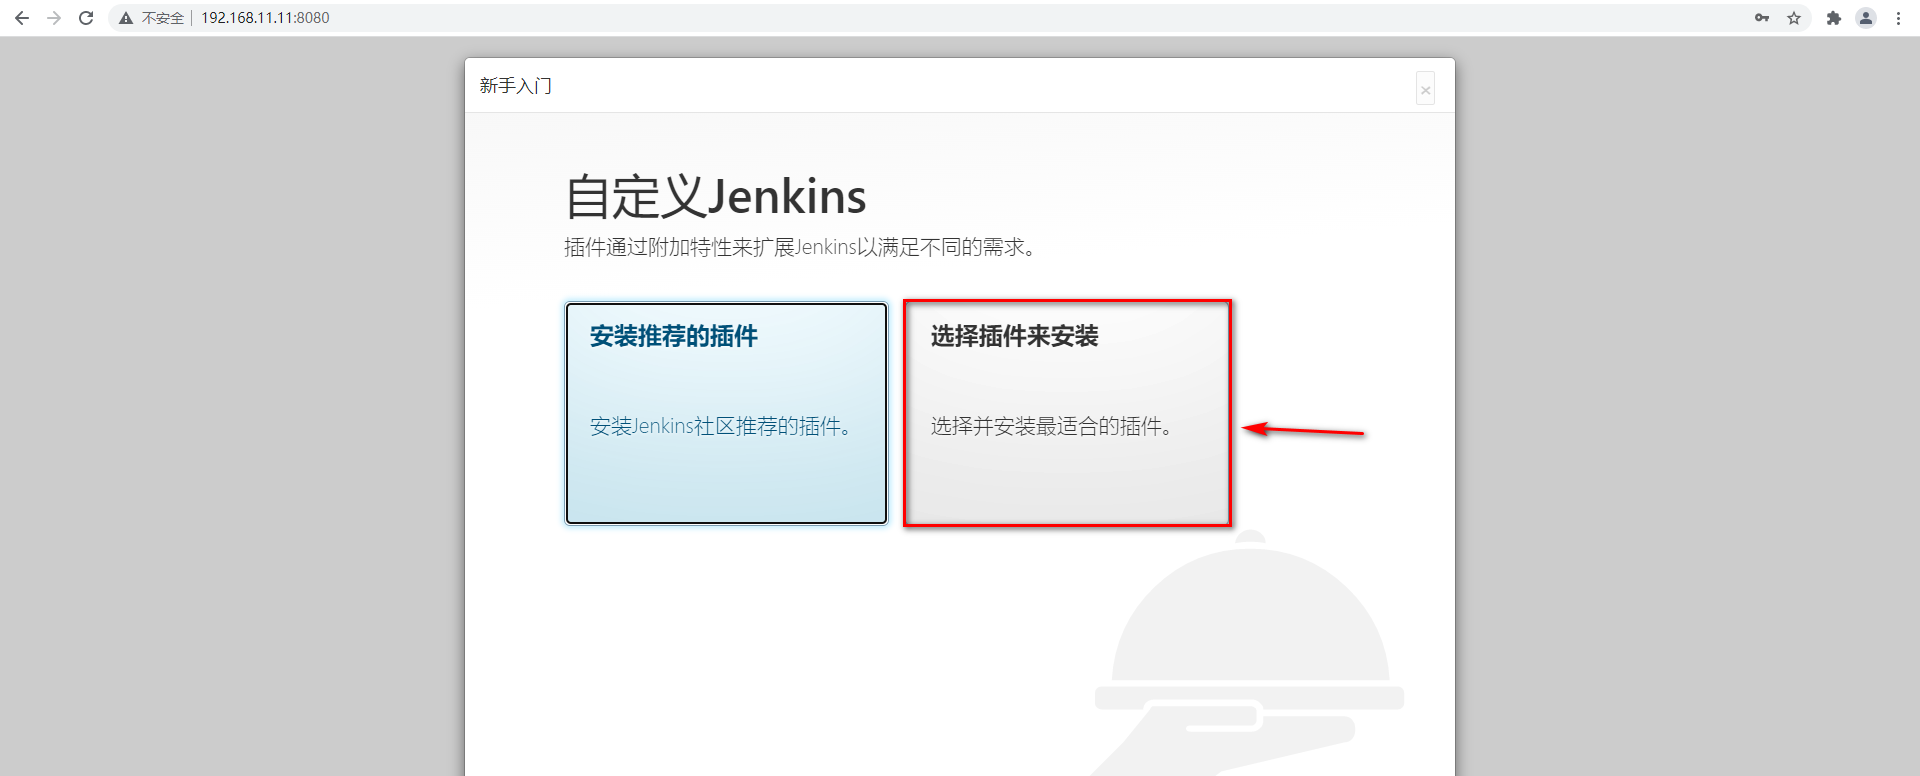 不安全 192.168.11.11:8080
新手入门
×
自定义Jenkins
插件通过附加特性来扩展Jenkins以满足不同的需求。
安装推荐的插件
安装Jenkins社区推荐的插件。
选择插件来安装
选择并安装最适合的插件。